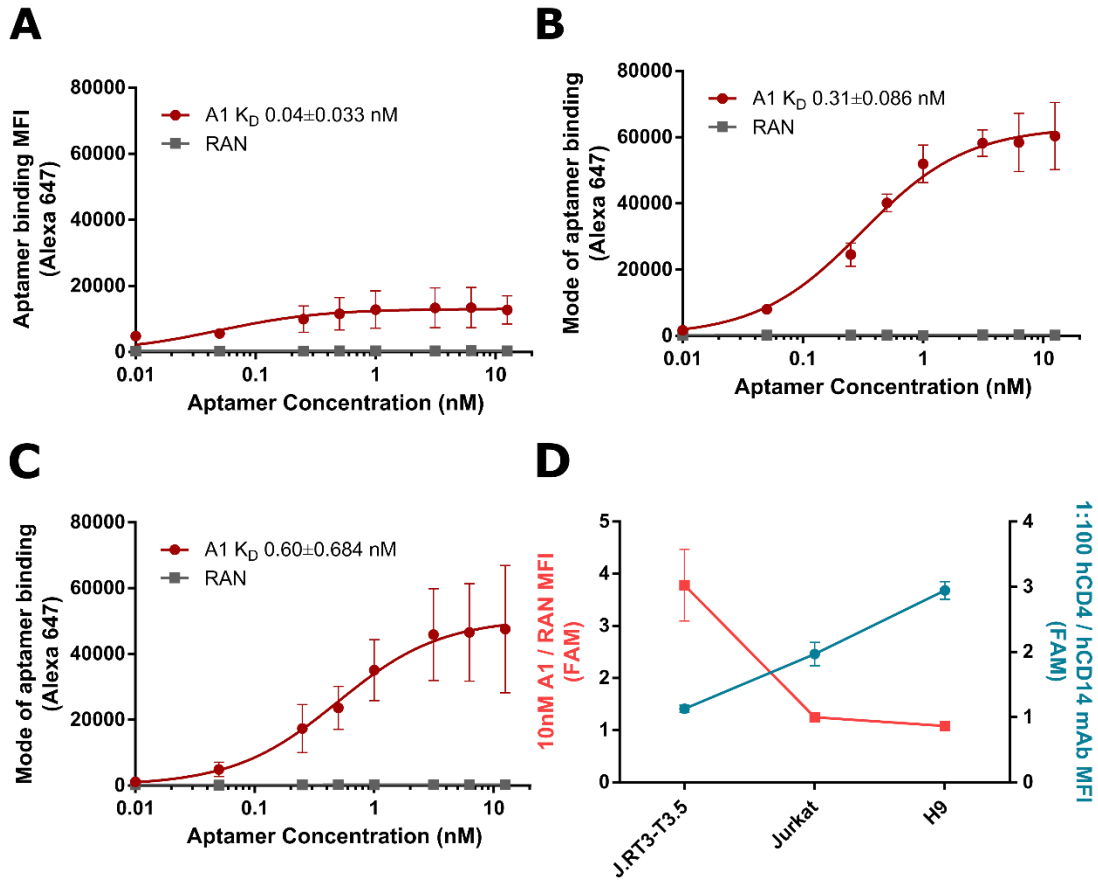 A
Aptamer binding MFI
(Alexa 647)
80000
60000
40000
20000
0
A1 KD 0.04±0.033 nM
RAN
0.01
0.1
1
10
Aptamer Concentration (nM)
B
Mode of aptamer binding
(Alexa 647)
80000
60000
40000
20000
0
A1 KD 0.31±0.086 nM
RAN
0.01
0.1
1
10
Aptamer Concentration (nM)
C
Mode of aptamer binding
(Alexa 647)
80000
60000
40000
20000
0
A1 KD 0.60±0.684 nM
RAN
0.01
0.1
1
10
Aptamer Concentration (nM)
D
10nM A1 / RAN MFI
(FAM)
5
4
3
2
1
0
4
3
2
1
0
1:100 hCD4 / hCD14 mAb MFI
(FAM)
J.RT3-T3.5
Jurkat
H9